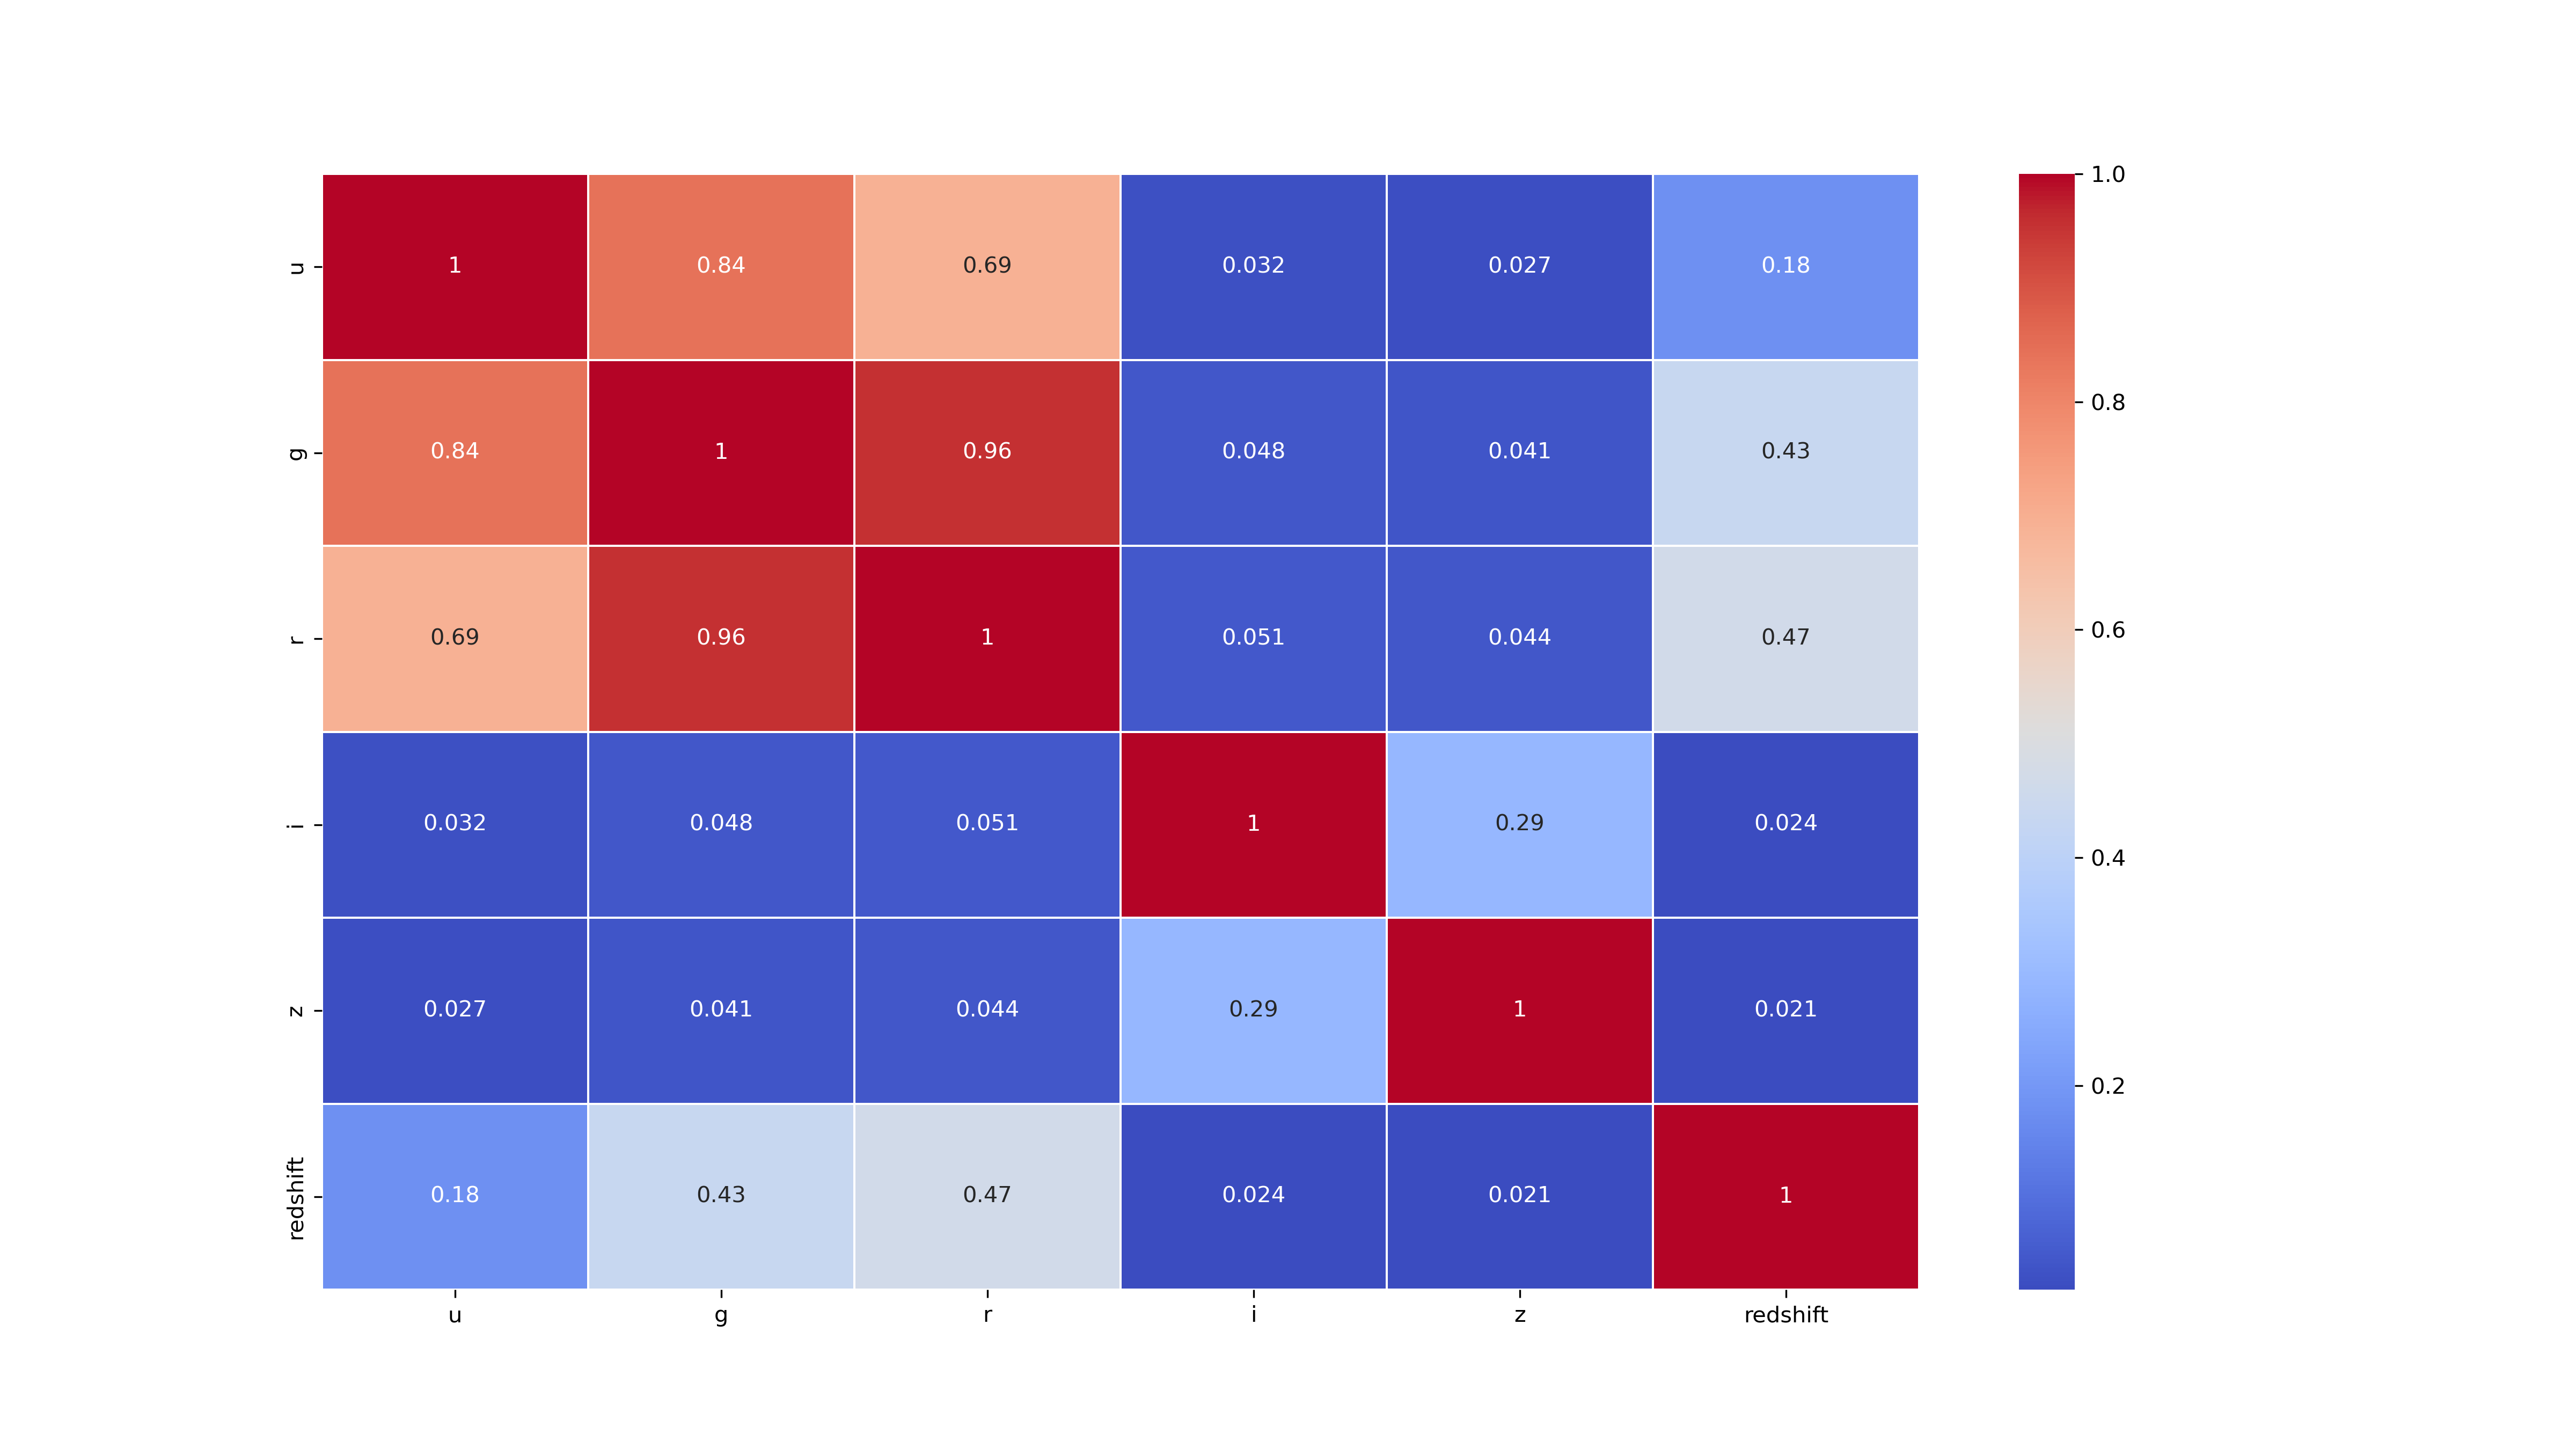 u 1 0.84 0.69 0.032 0.027 0.18
g 0.84 1 0.96 0.048 0.041 0.43
r 0.69 0.96 1 0.051 0.044 0.47
i 0.032 0.048 0.051 1 0.29 0.024
z 0.027 0.041 0.044 0.29 1 0.021
redshift 0.18 0.43 0.47 0.024 0.021 1
u g r i z redshift
1.0
0.8
0.6
0.4
0.2